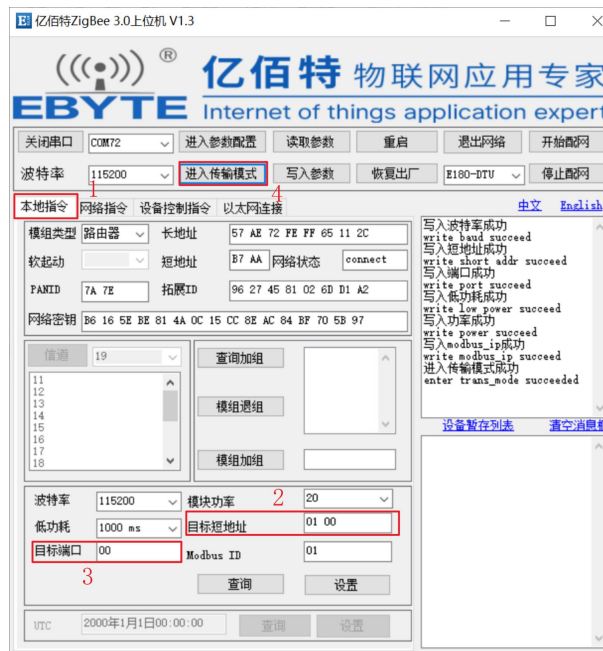 亿佰特ZigBee 3.0上位机 V1.3
®
亿佰特 物联网应用专家
EBYTE Internet of things application expert
关闭串口 COM72 进入参数配置 读取参数 重启 退出网络 开始配网
波特率 115200 进入传输模式 写入参数 恢复出厂 E180-DTU 停止配网
1 4
本地指令 网络指令 设备控制指令 以太网连接 中文 English
模组类型 路由器 长地址 57 AE 72 FE FF 65 11 2C
软起动 短地址 B7 AA 网络状态 connect
PANID 7A 7E 拓展ID 96 27 45 81 02 6D D1 A2
网络密钥 B6 16 5E BE 81 4A 0C 15 CC 8E AC 84 BF 70 5B 97
信道 19 查询加组
11
12
13
14
15
16
17
18
模组退组
模组加组
波特率 115200 模块功率 2 20
低功耗 1000 ms 目标短地址 01 00
目标端口 00 Modbus ID 01
3
查询 设置
UTC 2000年1月1日00:00:00 查询 设置
写入波特率成功
write baud succeed
写入短地址成功
write short addr succeed
写入端口成功
write port succeed
写入低功耗成功
write low power succeed
写入功率成功
write power succeed
写入modbus_ip成功
write modbus_ip succeed
进入传输模式成功
enter trans_mode succeeded
设备暂存列表 清空消息